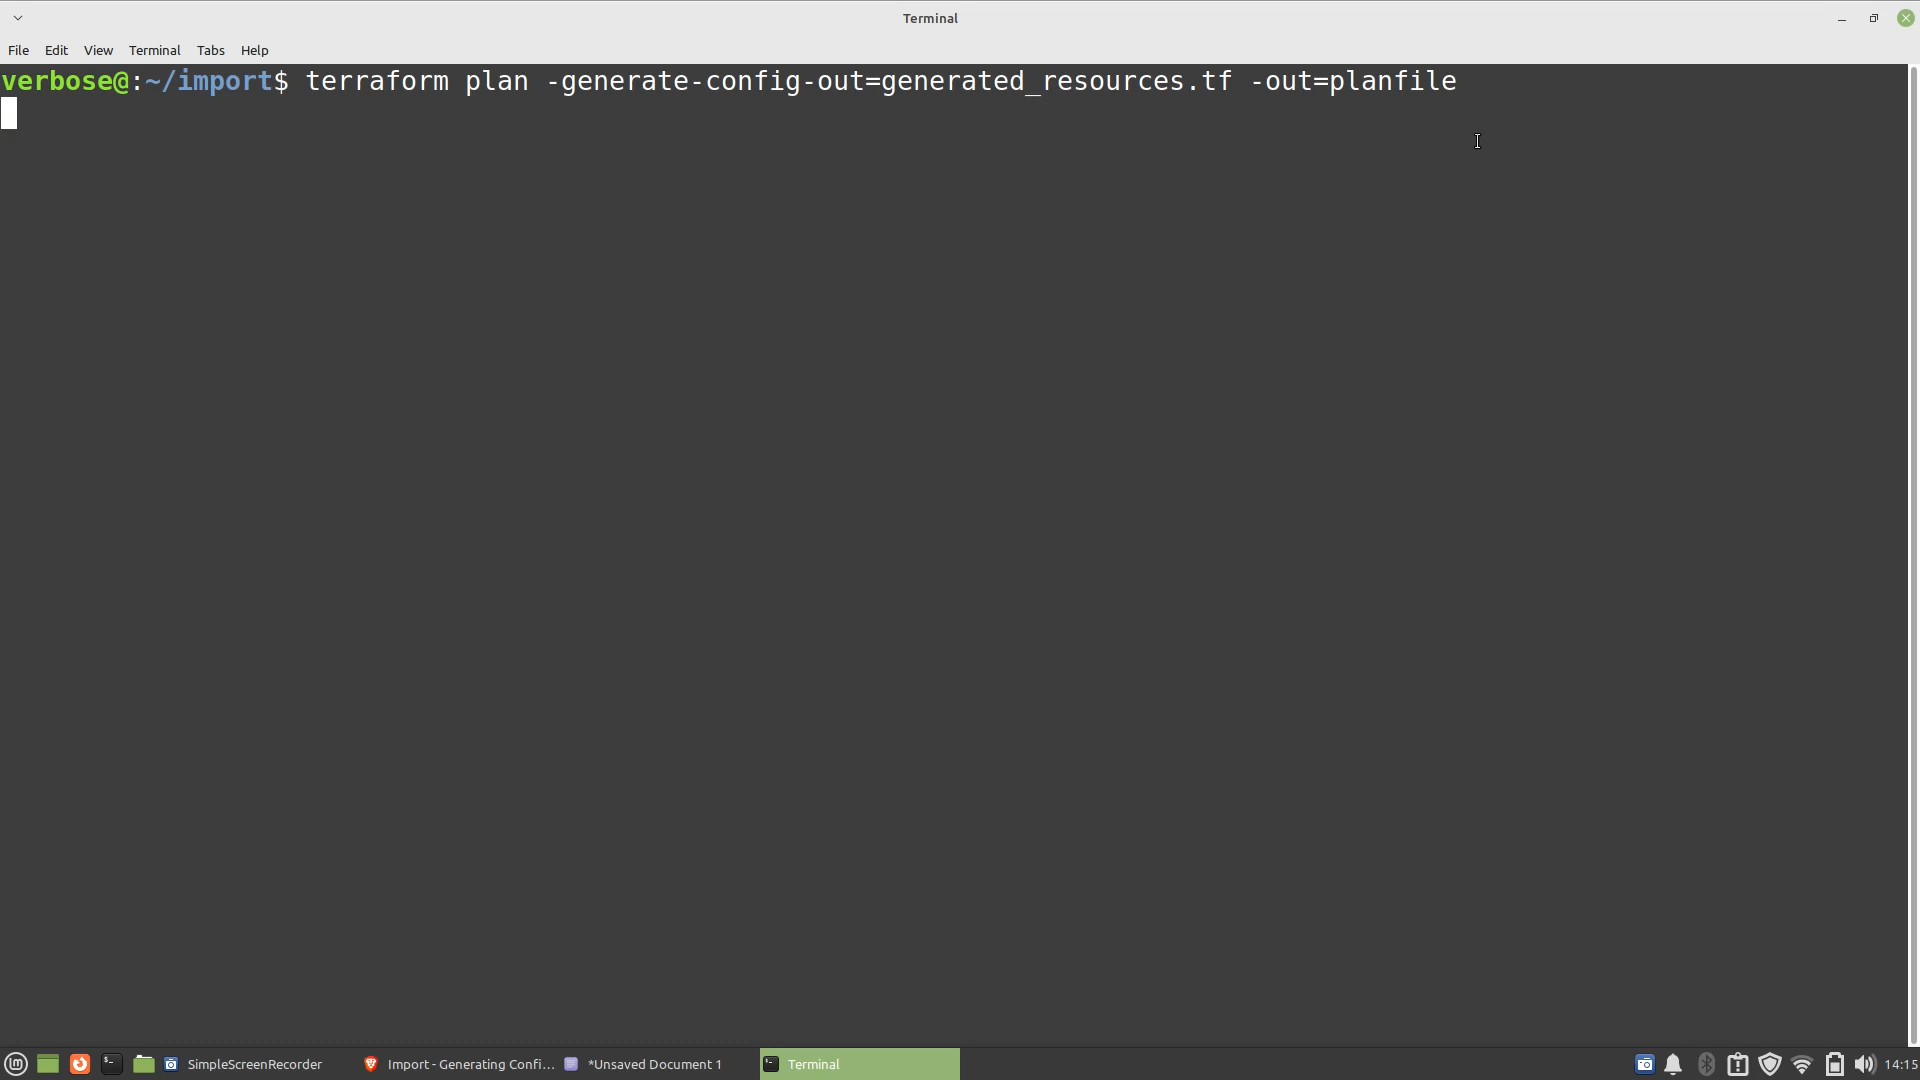 Terminal
File Edit View Terminal Tabs Help
verbose@:~/import$ terraform plan -generate-config-out=generated_resources.tf -out=planfile
SimpleScreenRecorder Import - Generating Confi... *Unsaved Document 1 Terminal 14:15